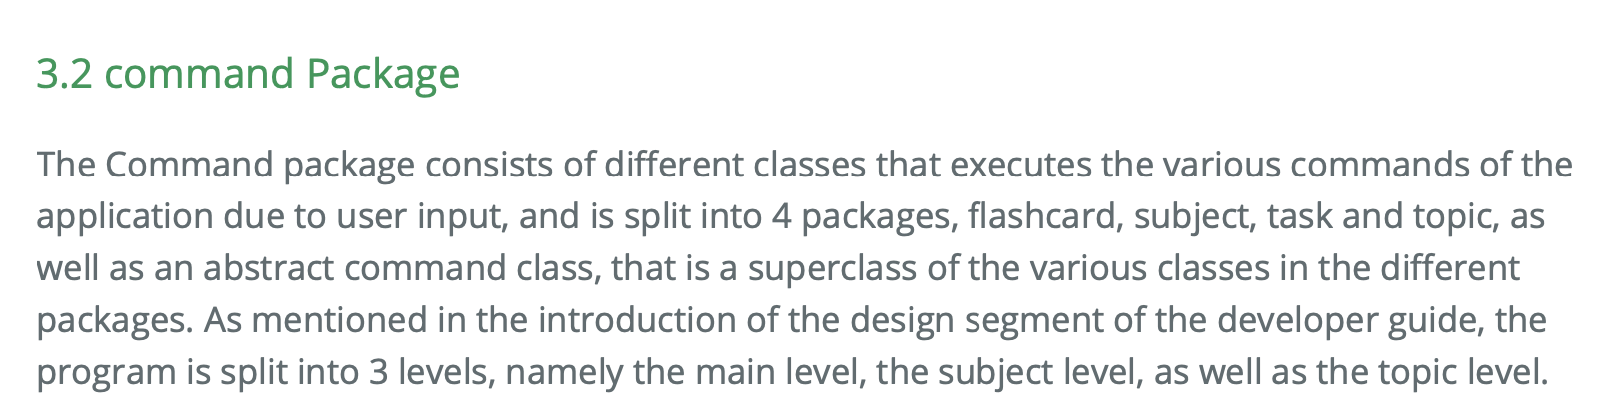 3.2 command Package
The Command package consists of different classes that executes the various commands of the
application due to user input, and is split into 4 packages, flashcard, subject, task and topic, as
well as an abstract command class, that is a superclass of the various classes in the different
packages. As mentioned in the introduction of the design segment of the developer guide, the
program is split into 3 levels, namely the main level, the subject level, as well as the topic level.